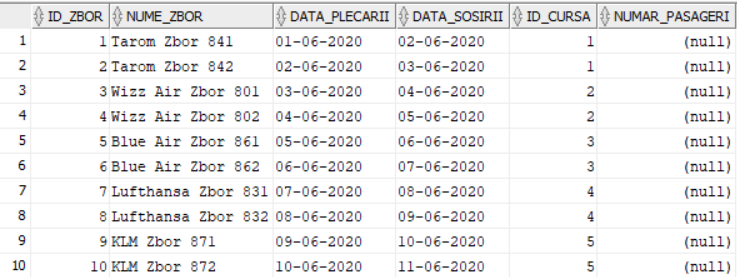 ID_ZBOR NUME_ZBOR DATA_PLECARII DATA_SOSIRII ID_CURSA NUMAR_PASAGERI
1 1 Tarom Zbor 841 01-06-2020 02-06-2020 1 (null)
2 2 Tarom Zbor 842 02-06-2020 03-06-2020 1 (null)
3 3 Wizz Air Zbor 801 03-06-2020 04-06-2020 2 (null)
4 4 Wizz Air Zbor 802 04-06-2020 05-06-2020 2 (null)
5 5 Blue Air Zbor 861 05-06-2020 06-06-2020 3 (null)
6 6 Blue Air Zbor 862 06-06-2020 07-06-2020 3 (null)
7 7 Lufthansa Zbor 831 07-06-2020 08-06-2020 4 (null)
8 8 Lufthansa Zbor 832 08-06-2020 09-06-2020 4 (null)
9 9 KLM Zbor 871 09-06-2020 10-06-2020 5 (null)
10 10 KLM Zbor 872 10-06-2020 11-06-2020 5 (null)